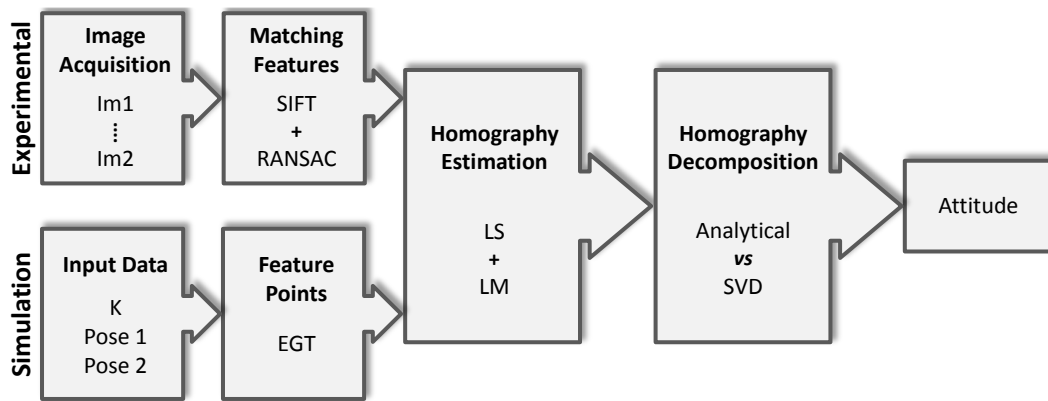 Experimental
Image
Acquisition
Im1
Im2
Matching
Features
SIFT
+
RANSAC
Simulation
Input Data
K
Pose 1
Pose 2
Feature
Points
EGT
Homography
Estimation
LS
+
LM
Homography
Decomposition
Analytical
vs
SVD
Attitude